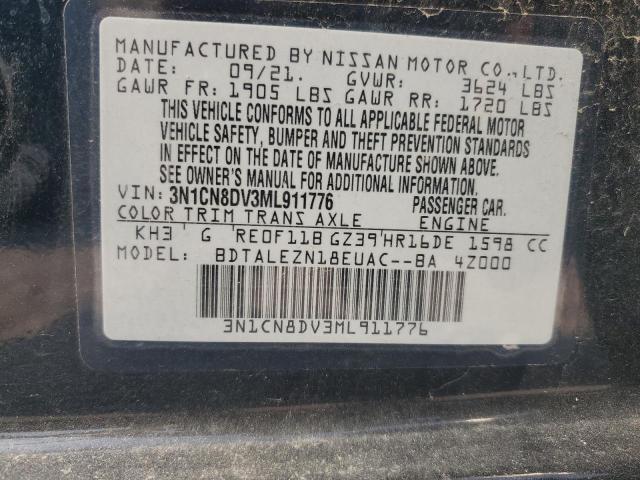 MANUFACTURED BY NISSAN MOTOR CO., LTD.
DATE: 09/21. GVWR: 3624 LBS
GAWR FR: 1905 LBS GAWR RR: 1720 LBS
THIS VEHICLE CONFORMS TO ALL APPLICABLE FEDERAL MOTOR
VEHICLE SAFETY, BUMPER AND THEFT PREVENTION STANDARDS
IN EFFECT ON THE DATE OF MANUFACTURE SHOWN ABOVE.
SEE OWNER'S MANUAL FOR ADDITIONAL INFORMATION.
VIN: 3N1CN8DV3ML911776 PASSENGER CAR.
COLOR TRIM TRANS AXLE ENGINE
KH3 G RE0F11B GZ39 HR16DE 1598 CC
MODEL: BDTALEZN18EUAC--BA 4Z000
3N1CN8DV3ML911776